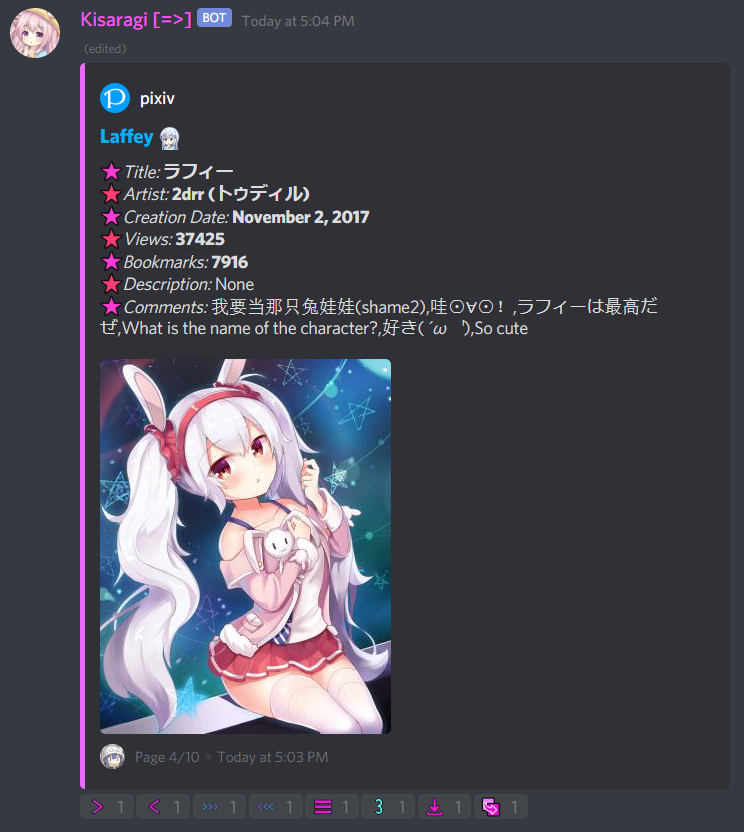 Kisaragi [=>] BOT Today at 5:04 PM
(edited)
pixiv
Laffey
Title: ラフィー
Artist: 2drr (トゥディル)
Creation Date: November 2, 2017
Views: 37425
Bookmarks: 7916
Description: None
Comments: 我要当那只兔娃娃(shame2),哇⊙∀⊙！,ラフィーは最高だ
ぜ,What is the name of the character?,好き( ´ω｀),So cute
Page 4/10 • Today at 5:03 PM
> 1 < 1 >>> 1 <<< 1 1 3 1 1 1